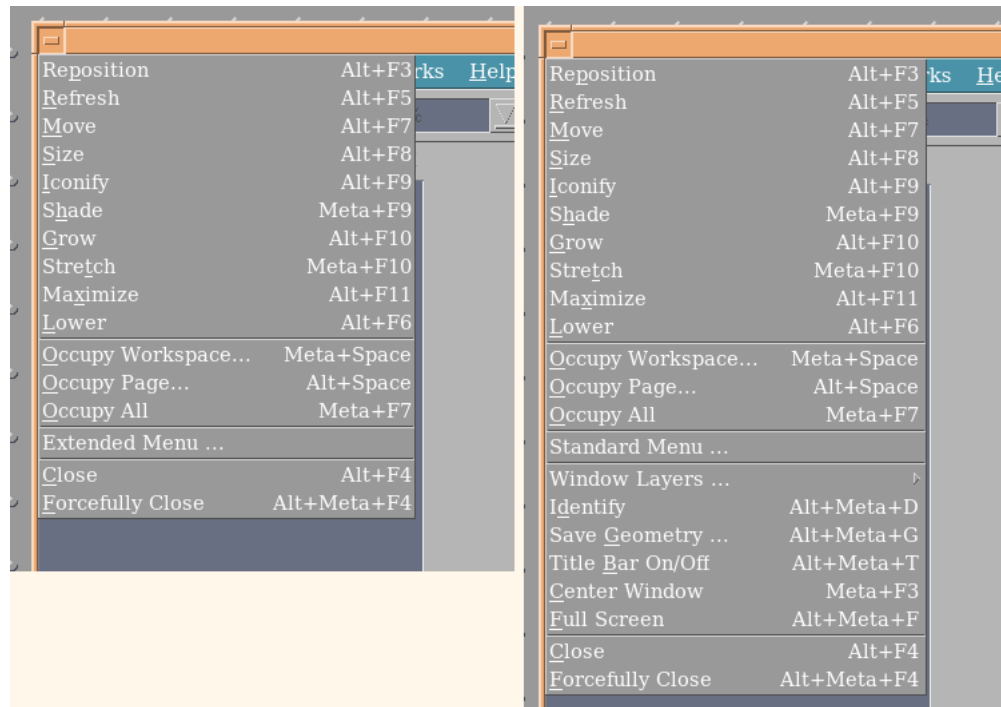 Reposition Alt+F3
Refresh Alt+F5
Move Alt+F7
Size Alt+F8
Iconify Alt+F9
Shade Meta+F9
Grow Alt+F10
Stretch Meta+F10
Maximize Alt+F11
Lower Alt+F6
Occupy Workspace... Meta+Space
Occupy Page... Alt+Space
Occupy All Meta+F7
Extended Menu ...
Close Alt+F4
Forcefully Close Alt+Meta+F4
rks Help
Reposition Alt+F3
Refresh Alt+F5
Move Alt+F7
Size Alt+F8
Iconify Alt+F9
Shade Meta+F9
Grow Alt+F10
Stretch Meta+F10
Maximize Alt+F11
Lower Alt+F6
Occupy Workspace... Meta+Space
Occupy Page... Alt+Space
Occupy All Meta+F7
Standard Menu ...
Window Layers ...
Identify Alt+Meta+D
Save Geometry ... Alt+Meta+G
Title Bar On/Off Alt+Meta+T
Center Window Meta+F3
Full Screen Alt+Meta+F
Close Alt+F4
Forcefully Close Alt+Meta+F4
ks He